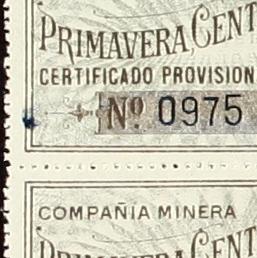 PRIMAVERA, CENT
CERTIFICADO PROVISION
Nº 0975
COMPAÑIA MINERA
PRIMAVERA, CENT